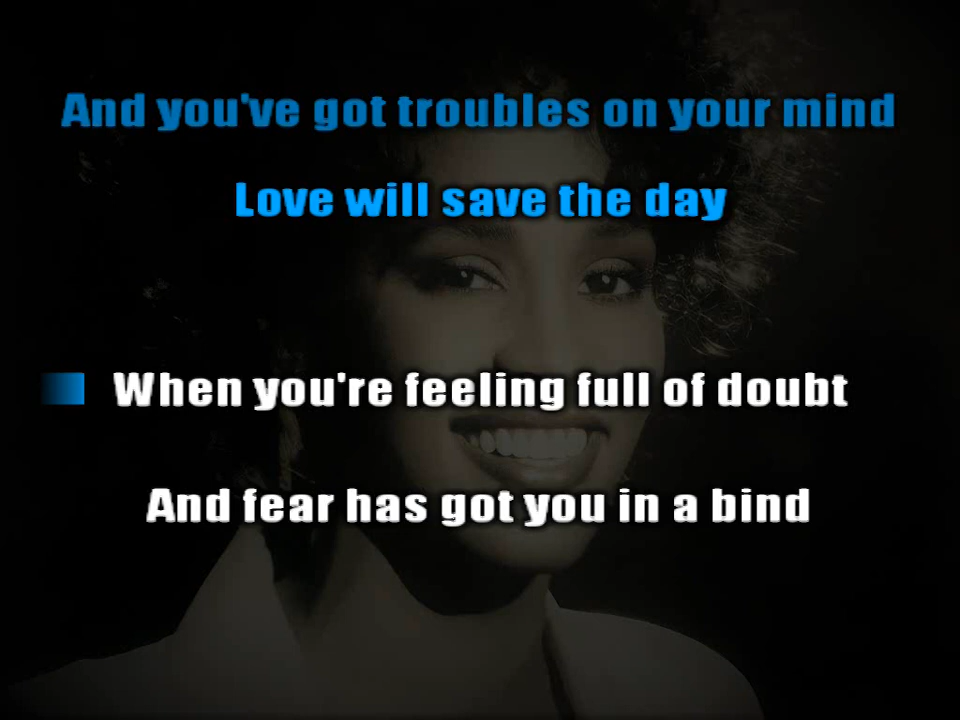 And you've got troubles on your mind
Love will save the day
When you're feeling full of doubt
And fear has got you in a bind